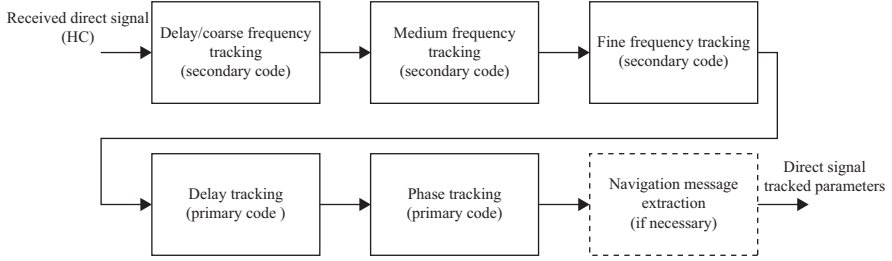 Received direct signal
(HC)
Delay/coarse frequency
tracking
(secondary code)
Medium frequency
tracking
(secondary code)
Fine frequency tracking
(secondary code)
Delay tracking
(primary code )
Phase tracking
(primary code)
Navigation message
extraction
(if necessary)
Direct signal
tracked parameters